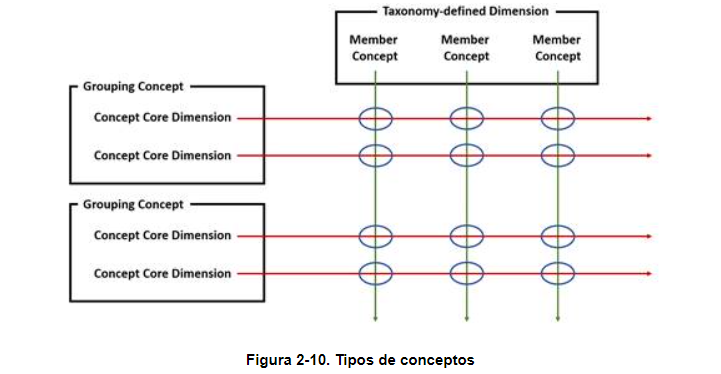 Taxonomy-defined Dimension
Member Member Member
Concept Concept Concept
Grouping Concept
Concept Core Dimension
Concept Core Dimension
Grouping Concept
Concept Core Dimension
Concept Core Dimension
Figura 2-10. Tipos de conceptos